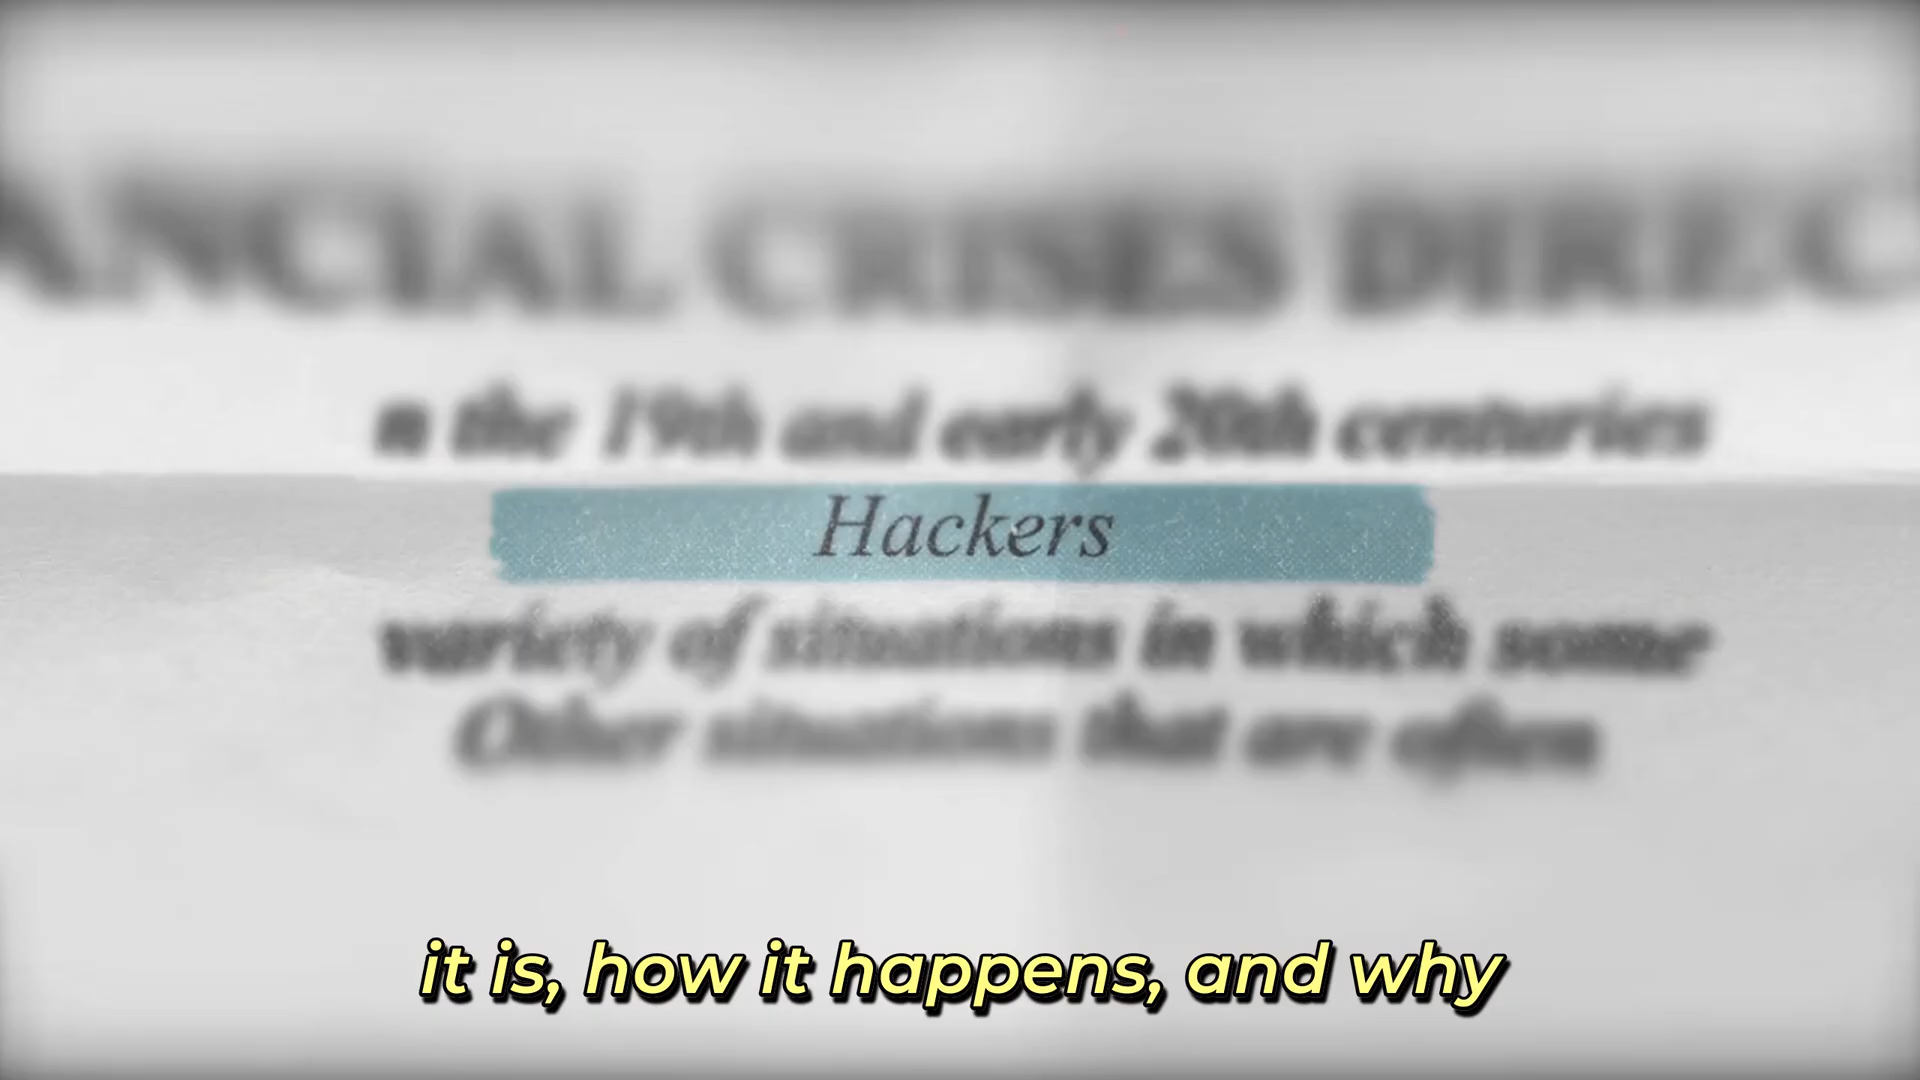 ANCIAL CRISES DIREC
n the 19th and early 20th centuries
Hackers
variety of situations in which some
Other situations that are often
it is, how it happens, and why